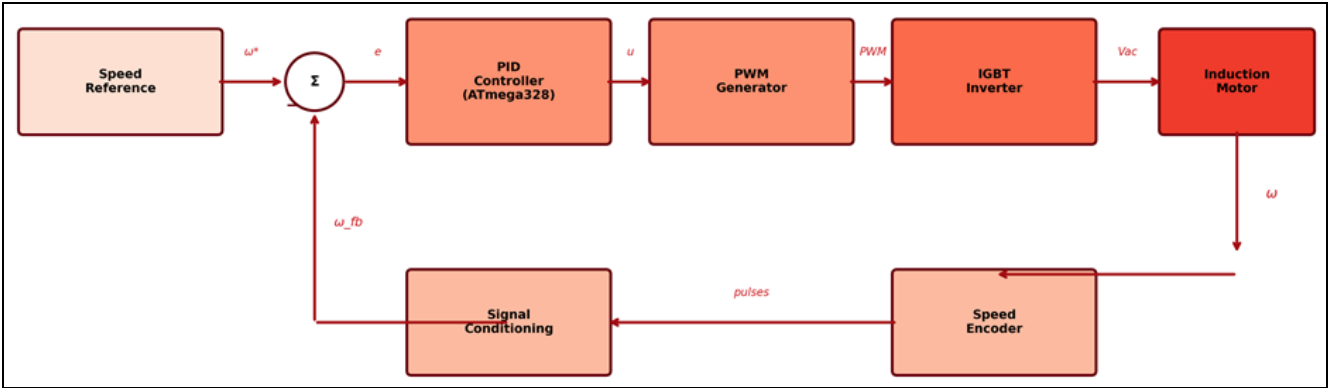 Speed
Reference
ω*
Σ
−
e
PID
Controller
(ATmega328)
u
PWM
Generator
PWM
IGBT
Inverter
Vac
Induction
Motor
ω
ω_fb
Signal
Conditioning
pulses
Speed
Encoder